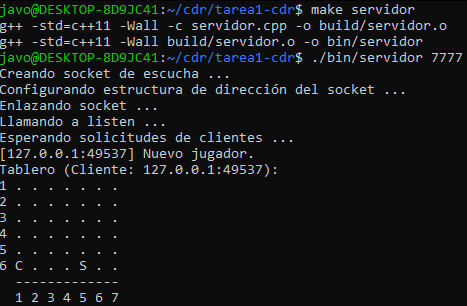 javo@DESKTOP-8D9JC41:~/cdr/tarea1-cdr$ make servidor
g++ -std=c++11 -Wall -c servidor.cpp -o build/servidor.o
g++ -std=c++11 -Wall build/servidor.o -o bin/servidor
javo@DESKTOP-8D9JC41:~/cdr/tarea1-cdr$ ./bin/servidor 7777
Creando socket de escucha ...
Configurando estructura de dirección del socket ...
Enlazando socket ...
Llamando a listen ...
Esperando solicitudes de clientes ...
[127.0.0.1:49537] Nuevo jugador.
Tablero (Cliente: 127.0.0.1:49537):
1 . . . . . . .
2 . . . . . . .
3 . . . . . . .
4 . . . . . . .
5 . . . . . . .
6 C . . . S . .
  -------------
  1 2 3 4 5 6 7